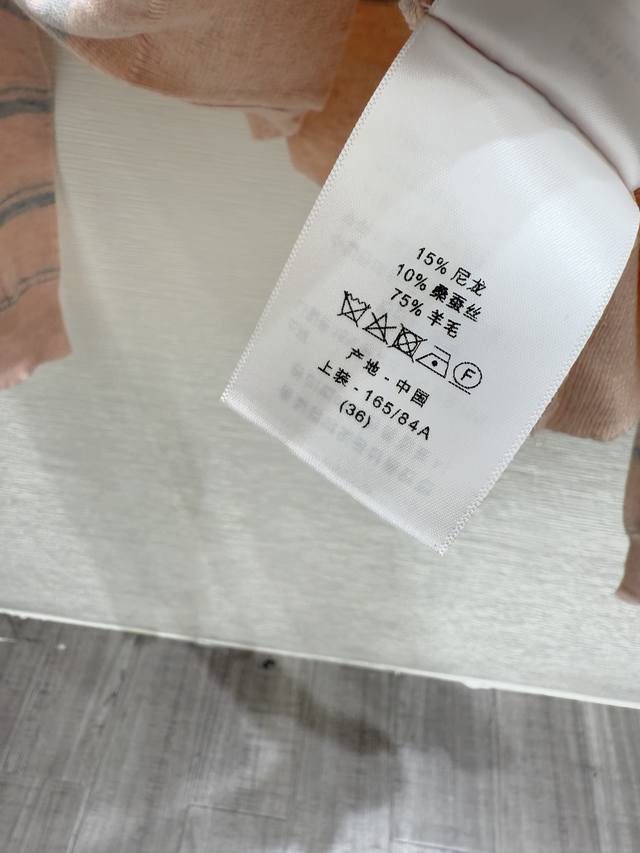 15% 尼龙
10% 桑蚕丝
75% 羊毛
F
产地 - 中国
上装 - 165/84A
(36)